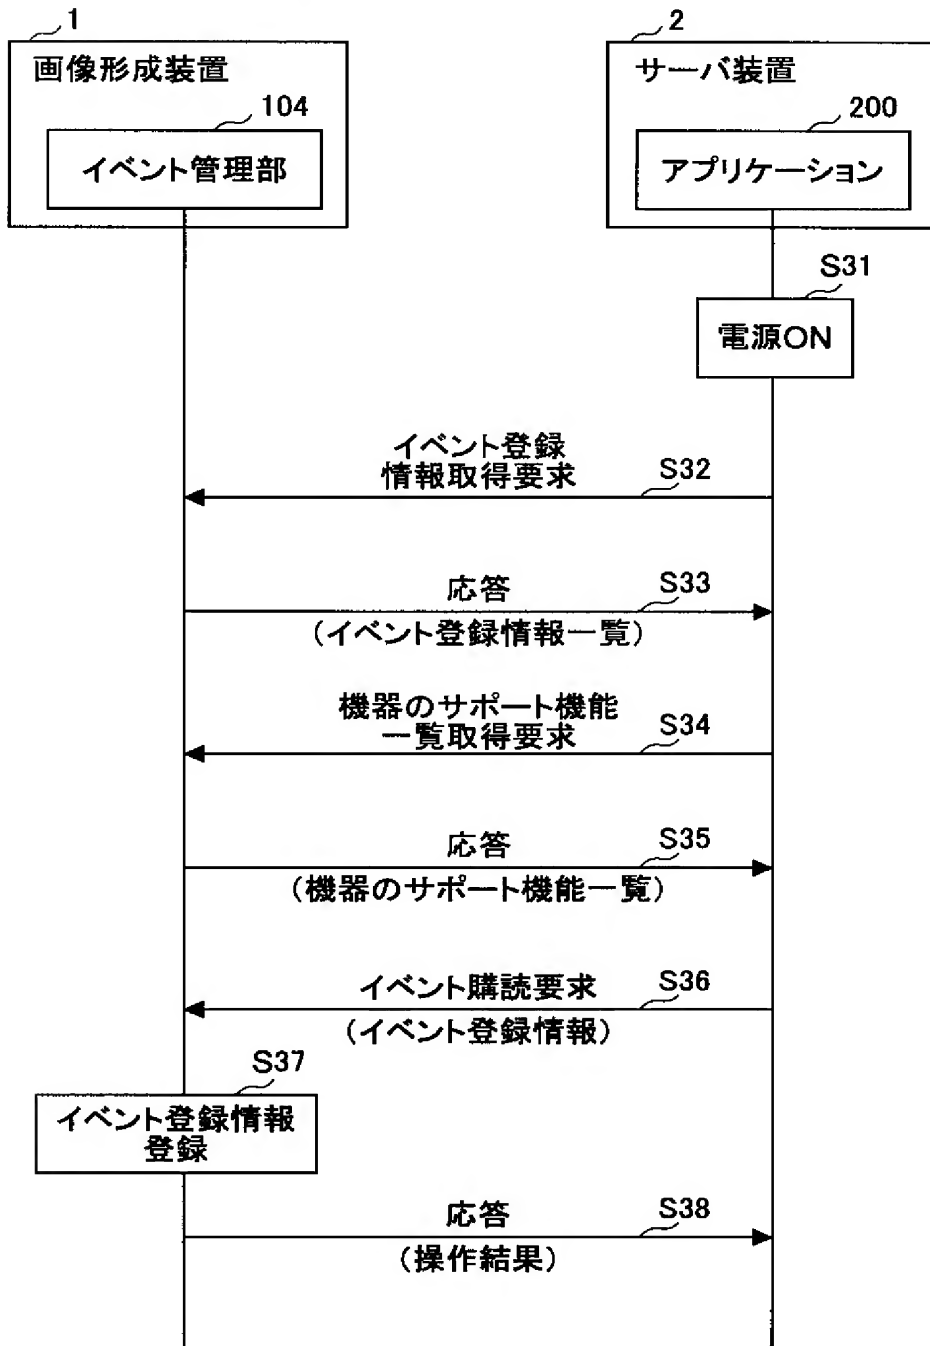 1
画像形成装置
104
イベント管理部
2
サーバ装置
200
アプリケーション
S31
電源ON
イベント登録
情報取得要求
S32
応答
S33
(イベント登録情報一覧)
機器のサポート機能
一覧取得要求
S34
応答
S35
(機器のサポート機能一覧)
イベント購読要求
S36
(イベント登録情報)
S37
イベント登録情報
登録
応答
S38
(操作結果)